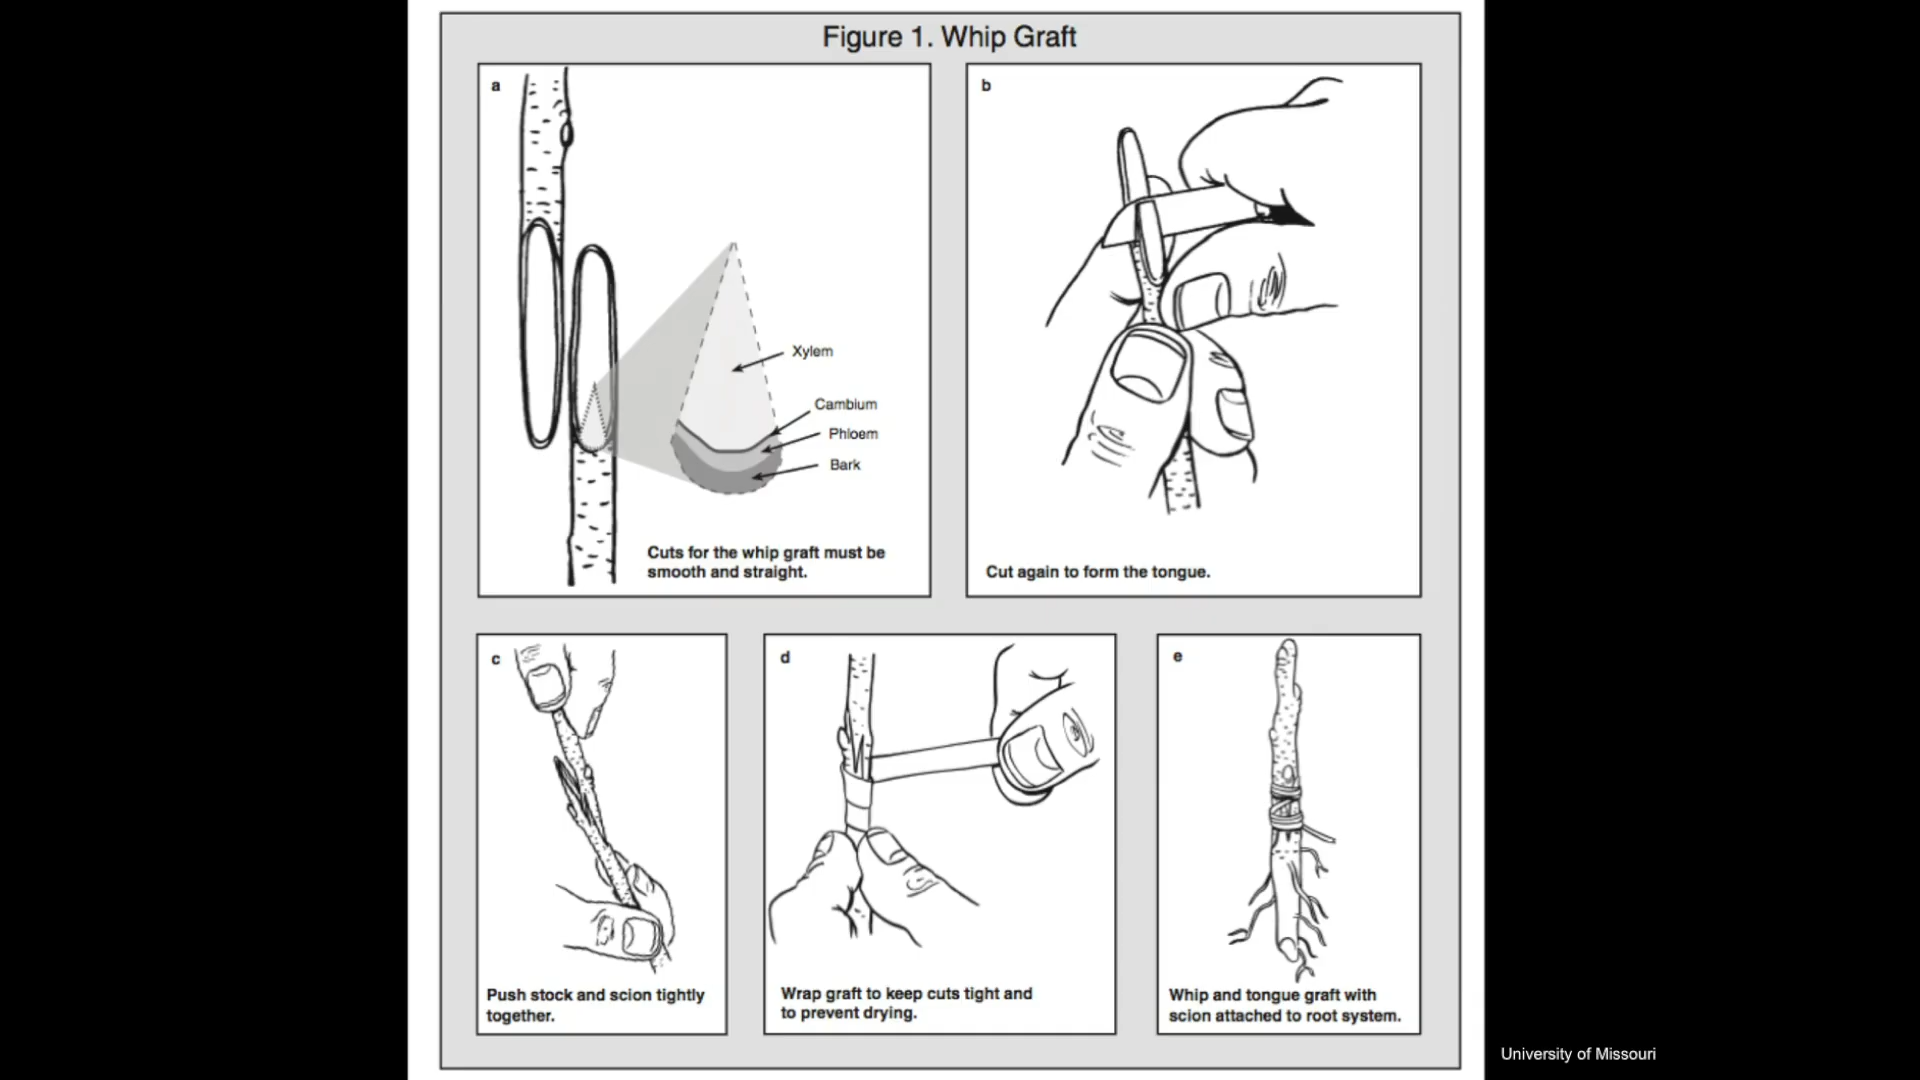 Figure 1. Whip Graft
a
Xylem
Cambium
Phloem
Bark
Cuts for the whip graft must be
smooth and straight.
b
Cut again to form the tongue.
c
Push stock and scion tightly
together.
d
Wrap graft to keep cuts tight and
to prevent drying.
e
Whip and tongue graft with
scion attached to root system.
University of Missouri